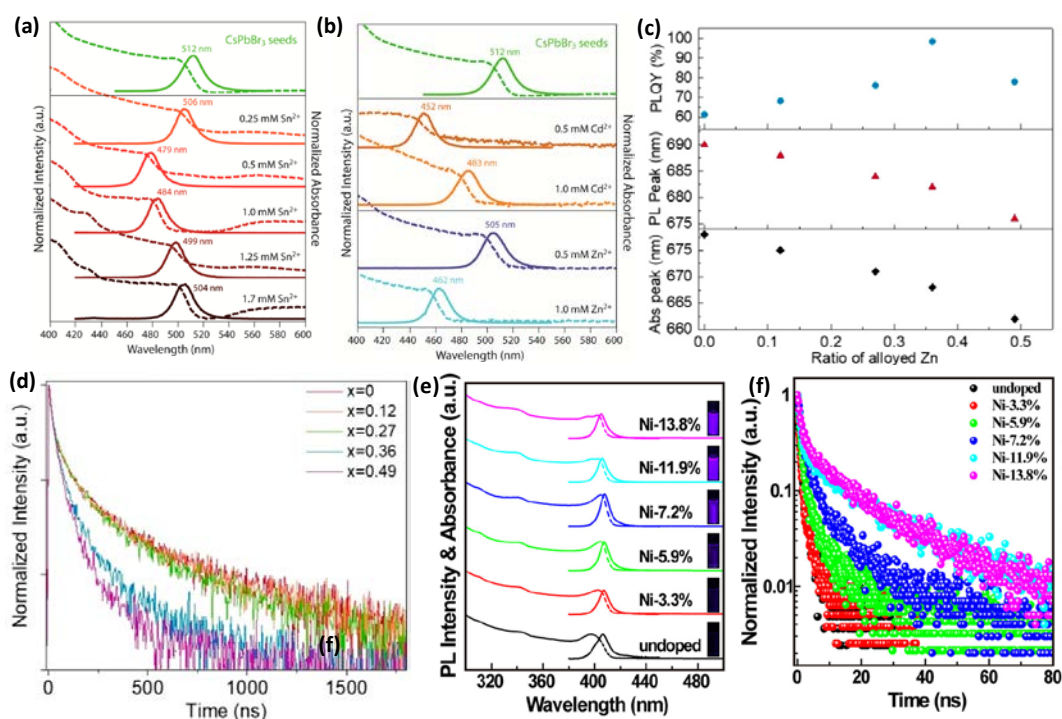 (a)
CsPbBr₃ seeds
512 nm
506 nm
0.25 mM Sn²⁺
479 nm
0.5 mM Sn²⁺
484 nm
1.0 mM Sn²⁺
499 nm
1.25 mM Sn²⁺
504 nm
1.7 mM Sn²⁺
Normalized Intensity (a.u.)
Normalized Absorbance
400 420 440 460 480 500 520 540 560 580 600
Wavelength (nm)
(b)
CsPbBr₃ seeds
512 nm
452 nm
0.5 mM Cd²⁺
483 nm
1.0 mM Cd²⁺
505 nm
0.5 mM Zn²⁺
462 nm
1.0 mM Zn²⁺
Normalized Intensity (a.u.)
Normalized Absorbance
400 420 440 460 480 500 520 540 560 580 600
Wavelength (nm)
(c)
PLQY (%)
100
90
80
70
60
PL Peak (nm)
690
685
680
675
Abs peak (nm)
675
670
665
660
0.0 0.1 0.2 0.3 0.4 0.5
Ratio of alloyed Zn
(d)
x=0
x=0.12
x=0.27
x=0.36
x=0.49
(f)
Normalized Intensity (a.u.)
0 500 1000 1500
Time (ns)
(e)
Ni-13.8%
Ni-11.9%
Ni-7.2%
Ni-5.9%
Ni-3.3%
undoped
PL Intensity & Absorbance (a.u.)
300 400 500
Wavelength (nm)
(f)
undoped
Ni-3.3%
Ni-5.9%
Ni-7.2%
Ni-11.9%
Ni-13.8%
Normalized Intensity (a.u.)
1
0.1
0.01
0 20 40 60 80
Time (ns)